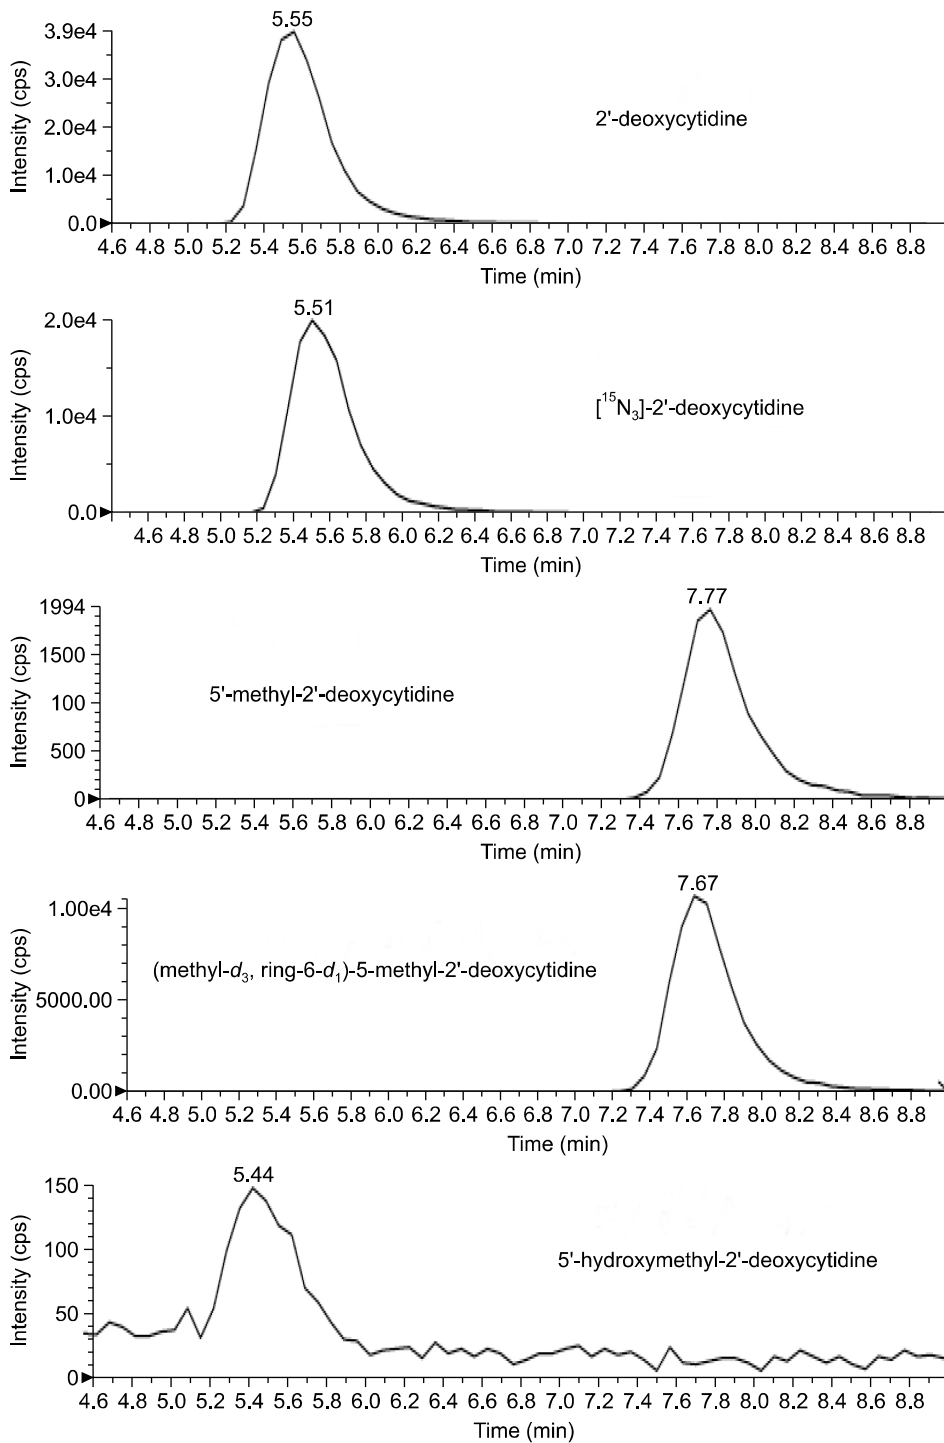 5.55
3.9e4
3.0e4
2.0e4
1.0e4
0.0
Intensity (cps)
2'-deoxycytidine
4.6 4.8 5.0 5.2 5.4 5.6 5.8 6.0 6.2 6.4 6.6 6.8 7.0 7.2 7.4 7.6 7.8 8.0 8.2 8.4 8.6 8.8
Time (min)
5.51
2.0e4
1.0e4
0.0
Intensity (cps)
[15N3]-2'-deoxycytidine
4.6 4.8 5.0 5.2 5.4 5.6 5.8 6.0 6.2 6.4 6.6 6.8 7.0 7.2 7.4 7.6 7.8 8.0 8.2 8.4 8.6 8.8
Time (min)
7.77
1994
1500
100
500
0
Intensity (cps)
5'-methyl-2'-deoxycytidine
4.6 4.8 5.0 5.2 5.4 5.6 5.8 6.0 6.2 6.4 6.6 6.8 7.0 7.2 7.4 7.6 7.8 8.0 8.2 8.4 8.6 8.8
Time (min)
7.67
1.00e4
5000.00
0.00
Intensity (cps)
(methyl-d3, ring-6-d1)-5-methyl-2'-deoxycytidine
4.6 4.8 5.0 5.2 5.4 5.6 5.8 6.0 6.2 6.4 6.6 6.8 7.0 7.2 7.4 7.6 7.8 8.0 8.2 8.4 8.6 8.8
Time (min)
5.44
150
100
50
0
Intensity (cps)
5'-hydroxymethyl-2'-deoxycytidine
4.6 4.8 5.0 5.2 5.4 5.6 5.8 6.0 6.2 6.4 6.6 6.8 7.0 7.2 7.4 7.6 7.8 8.0 8.2 8.4 8.6 8.8
Time (min)